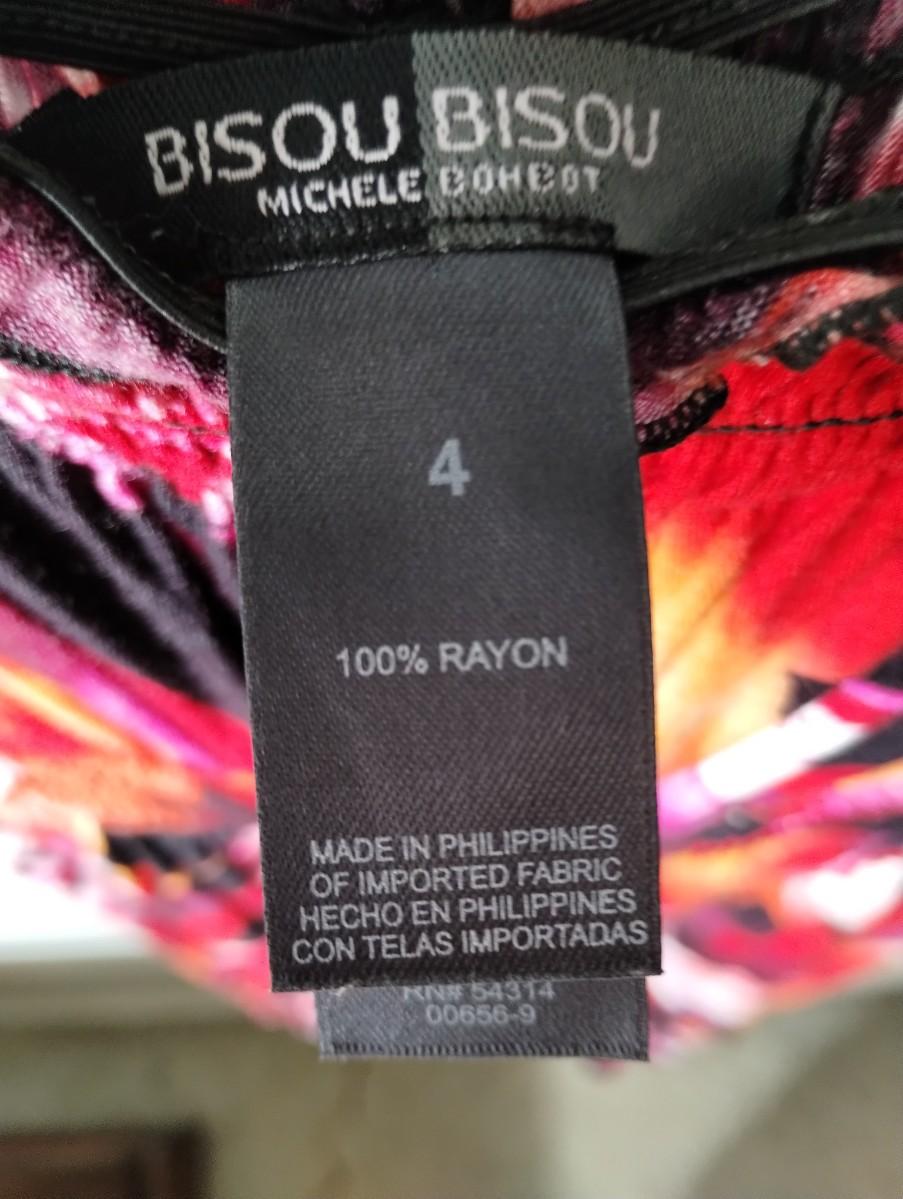 BISOU BISOU
MICHELE BOHBOT
4
100% RAYON
MADE IN PHILIPPINES
OF IMPORTED FABRIC
HECHO EN PHILIPPINES
CON TELAS IMPORTADAS
RN# 54314
00656-9